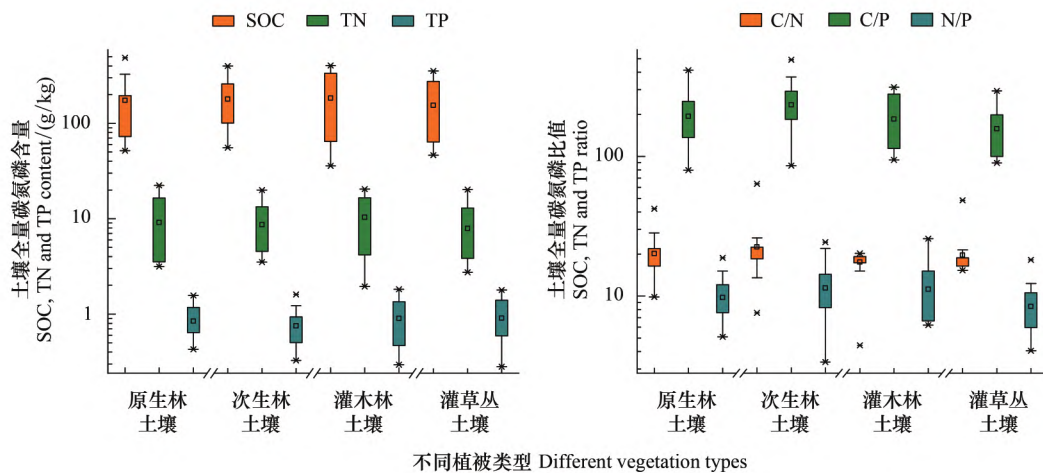 SOC TN TP
土壤全量碳氮磷含量
SOC, TN and TP content/(g/kg)
100
10
1
原生林
土壤
次生林
土壤
灌木林
土壤
灌草丛
土壤
C/N C/P N/P
土壤全量碳氮磷比值
SOC, TN and TP ratio
100
10
原生林
土壤
次生林
土壤
灌木林
土壤
灌草丛
土壤
不同植被类型 Different vegetation types